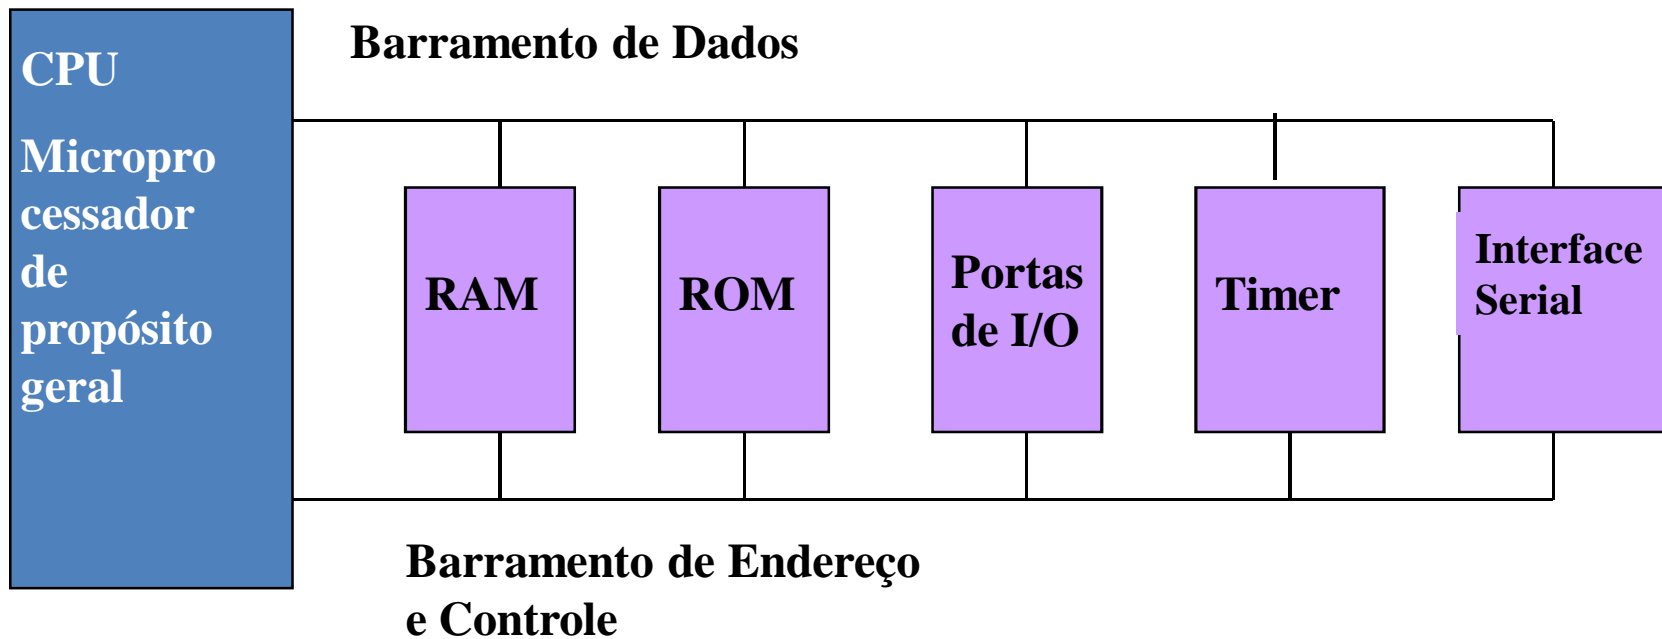 CPU
Micropro
cessador
de
propósito
geral
Barramento de Dados
RAM
ROM
Portas
de I/O
Timer
Interface
Serial
Barramento de Endereço
e Controle